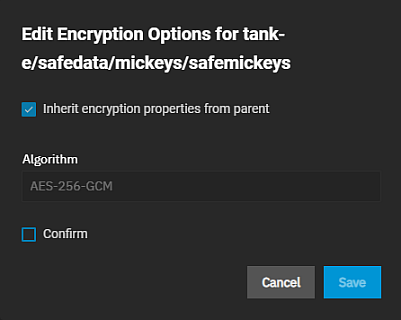 Edit Encryption Options for tank-
e/safedata/mickeys/safemickeys
Inherit encryption properties from parent
Algorithm
AES-256-GCM
Confirm
Cancel
Save